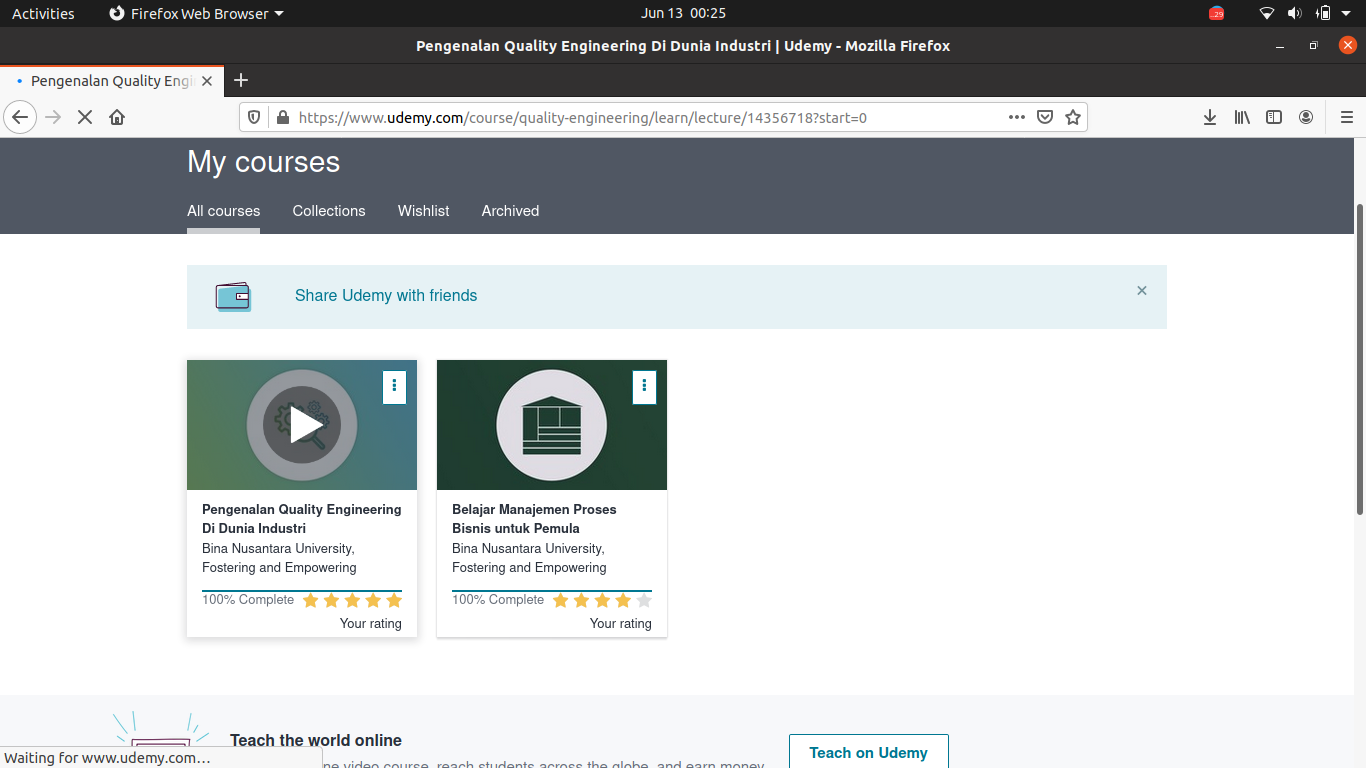 Activities
Firefox Web Browser
Jun 13 00:25
Pengenalan Quality Engineering Di Dunia Industri | Udemy - Mozilla Firefox
Pengenalan Quality Engi
https://www.udemy.com/course/quality-engineering/learn/lecture/14356718?start=0
My courses
All courses
Collections
Wishlist
Archived
Share Udemy with friends
Pengenalan Quality Engineering
Di Dunia Industri
Bina Nusantara University,
Fostering and Empowering
100% Complete
Your rating
Belajar Manajemen Proses
Bisnis untuk Pemula
Bina Nusantara University,
Fostering and Empowering
100% Complete
Your rating
Teach the world online
ne video course, reach students across the globe, and earn money
Teach on Udemy
Waiting for www.udemy.com…